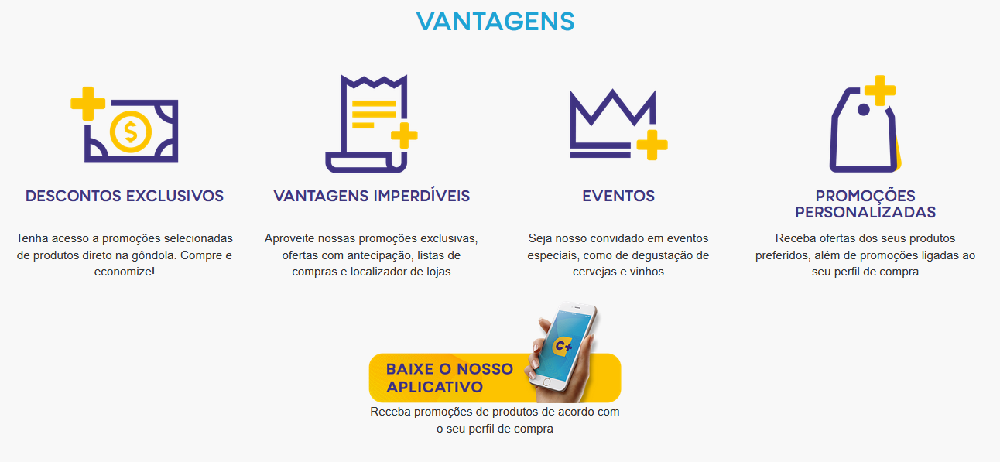 VANTAGENS
$
DESCONTOS EXCLUSIVOS
Tenha acesso a promoções selecionadas
de produtos direto na gôndola. Compre e
economize!
VANTAGENS IMPERDÍVEIS
Aproveite nossas promoções exclusivas,
ofertas com antecipação, listas de
compras e localizador de lojas
EVENTOS
Seja nosso convidado em eventos
especiais, como de degustação de
cervejas e vinhos
PROMOÇÕES
PERSONALIZADAS
Receba ofertas dos seus produtos
preferidos, além de promoções ligadas ao
seu perfil de compra
BAIXE O NOSSO
APLICATIVO
C+
Receba promoções de produtos de acordo com
o seu perfil de compra